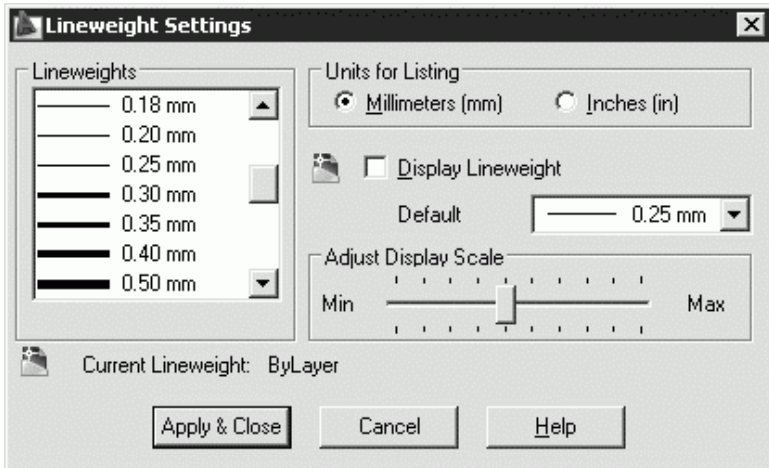 Lineweight Settings
Lineweights
0.18 mm
0.20 mm
0.25 mm
0.30 mm
0.35 mm
0.40 mm
0.50 mm
Units for Listing
Millimeters (mm)
Inches (in)
Display Lineweight
Default
0.25 mm
Adjust Display Scale
Min
Max
Current Lineweight: ByLayer
Apply & Close
Cancel
Help